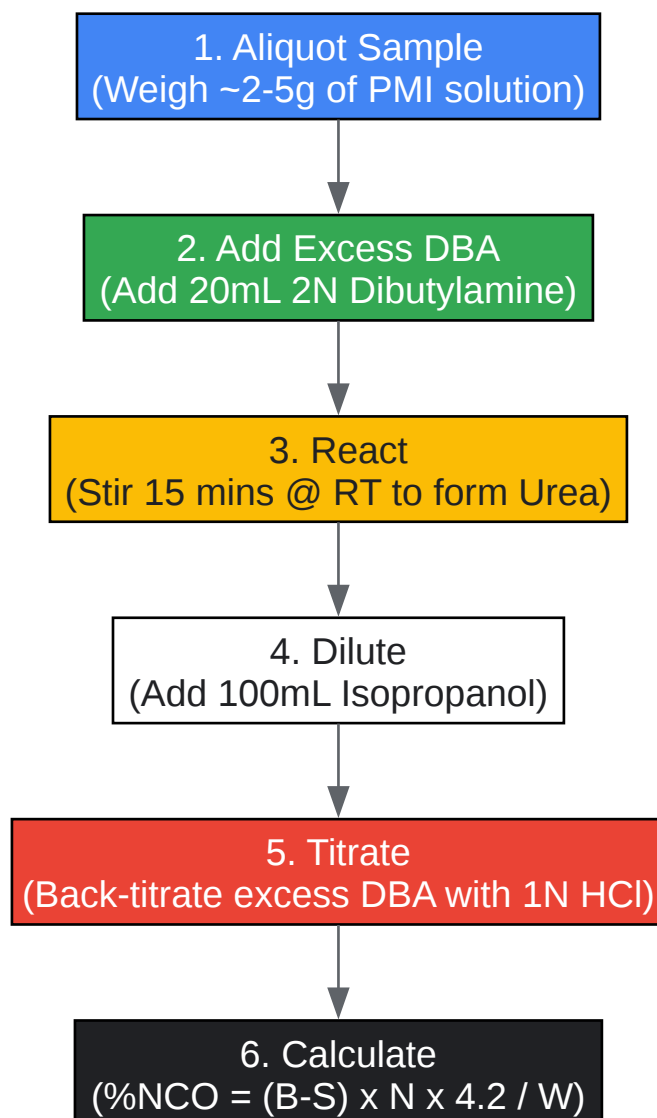 1. Aliquot Sample
(Weigh ~2-5g of PMI solution)
2. Add Excess DBA
(Add 20mL 2N Dibutylamine)
3. React
(Stir 15 mins @ RT to form Urea)
4. Dilute
(Add 100mL Isopropanol)
5. Titrate
(Back-titrate excess DBA with 1N HCl)
6. Calculate
(%NCO = (B-S) x N x 4.2 / W)